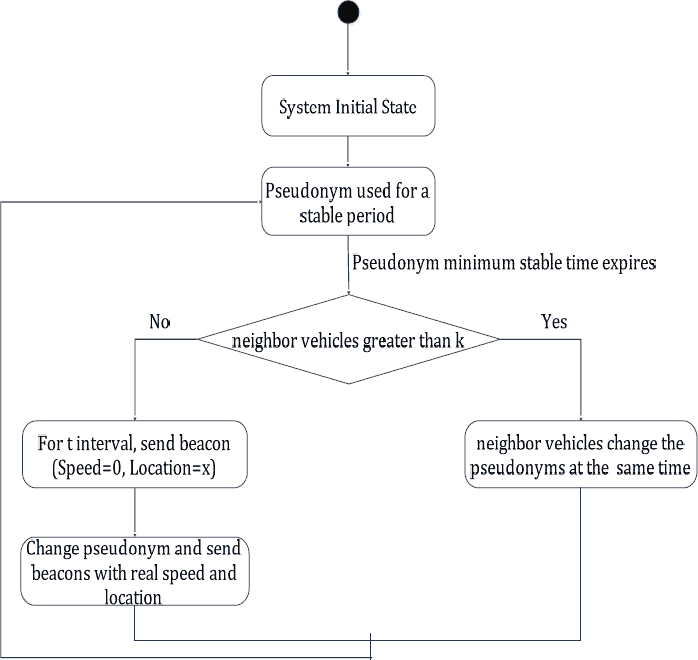 System Initial State
Pseudonym used for a
stable period
Pseudonym minimum stable time expires
No
Yes
neighbor vehicles greater than k
For t interval, send beacon
(Speed=0, Location=x)
neighbor vehicles change the
pseudonyms at the same time
Change pseudonym and send
beacons with real speed and
location